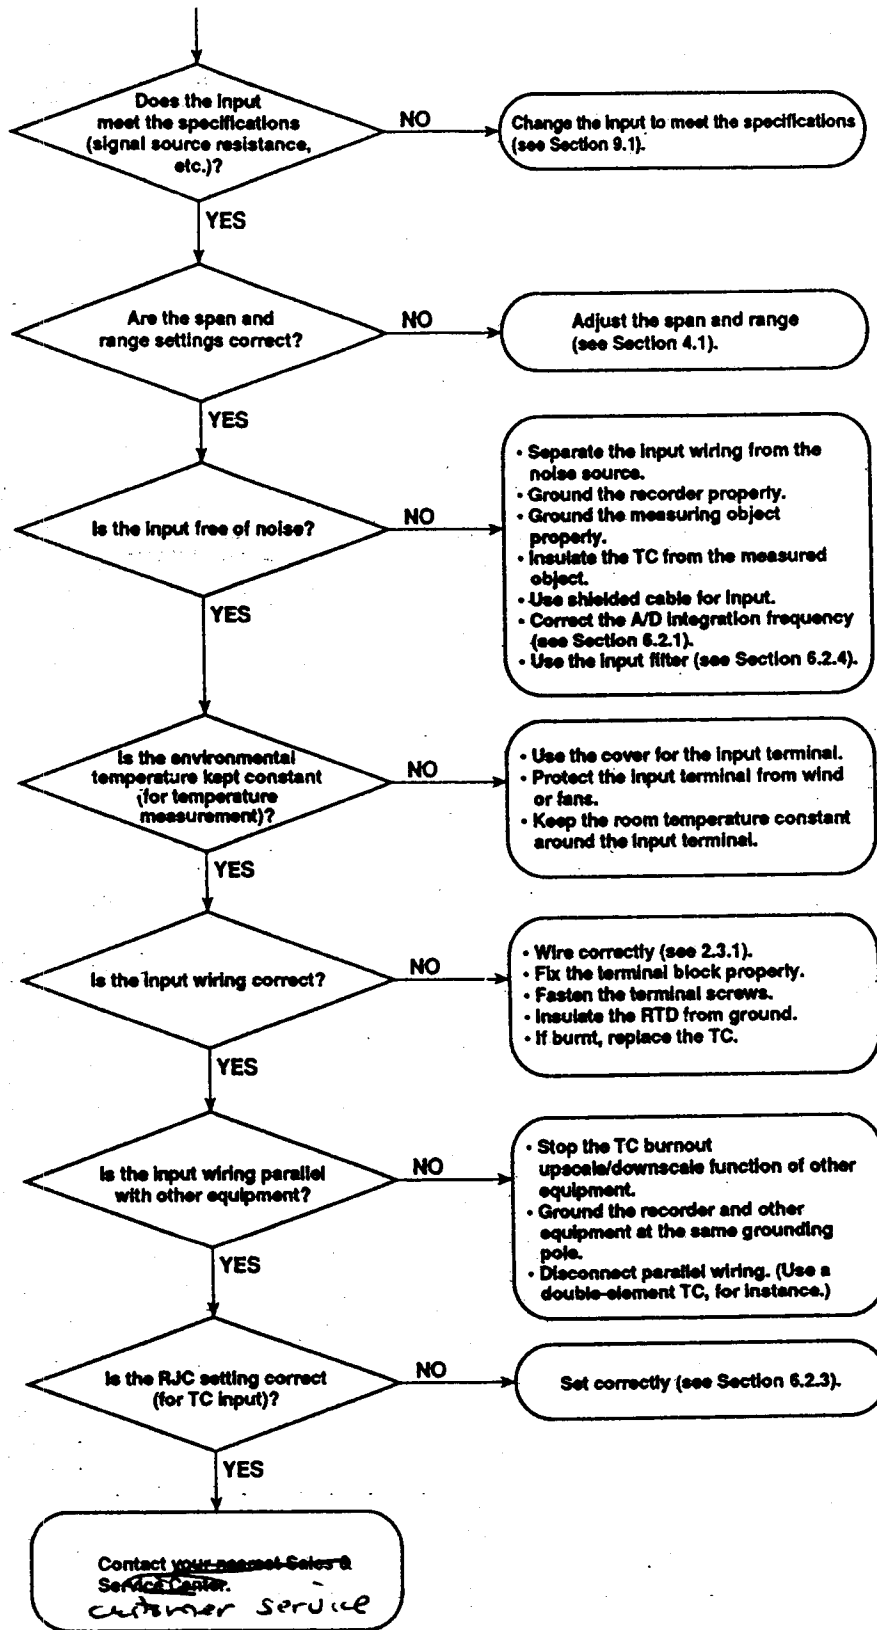 Does the input
meet the specifications
(signal source resistance,
etc.)?
NO
Change the input to meet the specifications
(see Section 9.1).
YES
Are the span and
range settings correct?
NO
Adjust the span and range
(see Section 4.1).
YES
Is the input free of noise?
NO
• Separate the input wiring from the
noise source.
• Ground the recorder properly.
• Ground the measuring object
properly.
• Insulate the TC from the measured
object.
• Use shielded cable for input.
• Correct the A/D integration frequency
(see Section 6.2.1).
• Use the input filter (see Section 6.2.4).
YES
Is the environmental
temperature kept constant
(for temperature
measurement)?
NO
• Use the cover for the input terminal.
• Protect the input terminal from wind
or fans.
• Keep the room temperature constant
around the input terminal.
YES
Is the input wiring correct?
NO
• Wire correctly (see 2.3.1).
• Fix the terminal block properly.
• Fasten the terminal screws.
• Insulate the RTD from ground.
• If burnt, replace the TC.
YES
Is the input wiring parallel
with other equipment?
NO
• Stop the TC burnout
upscale/downscale function of other
equipment.
• Ground the recorder and other
equipment at the same grounding
pole.
• Disconnect parallel wiring. (Use a
double-element TC, for instance.)
YES
Is the RJC setting correct
(for TC input)?
NO
Set correctly (see Section 6.2.3).
YES
Contact your nearest Sales &
Service Center.
customer service